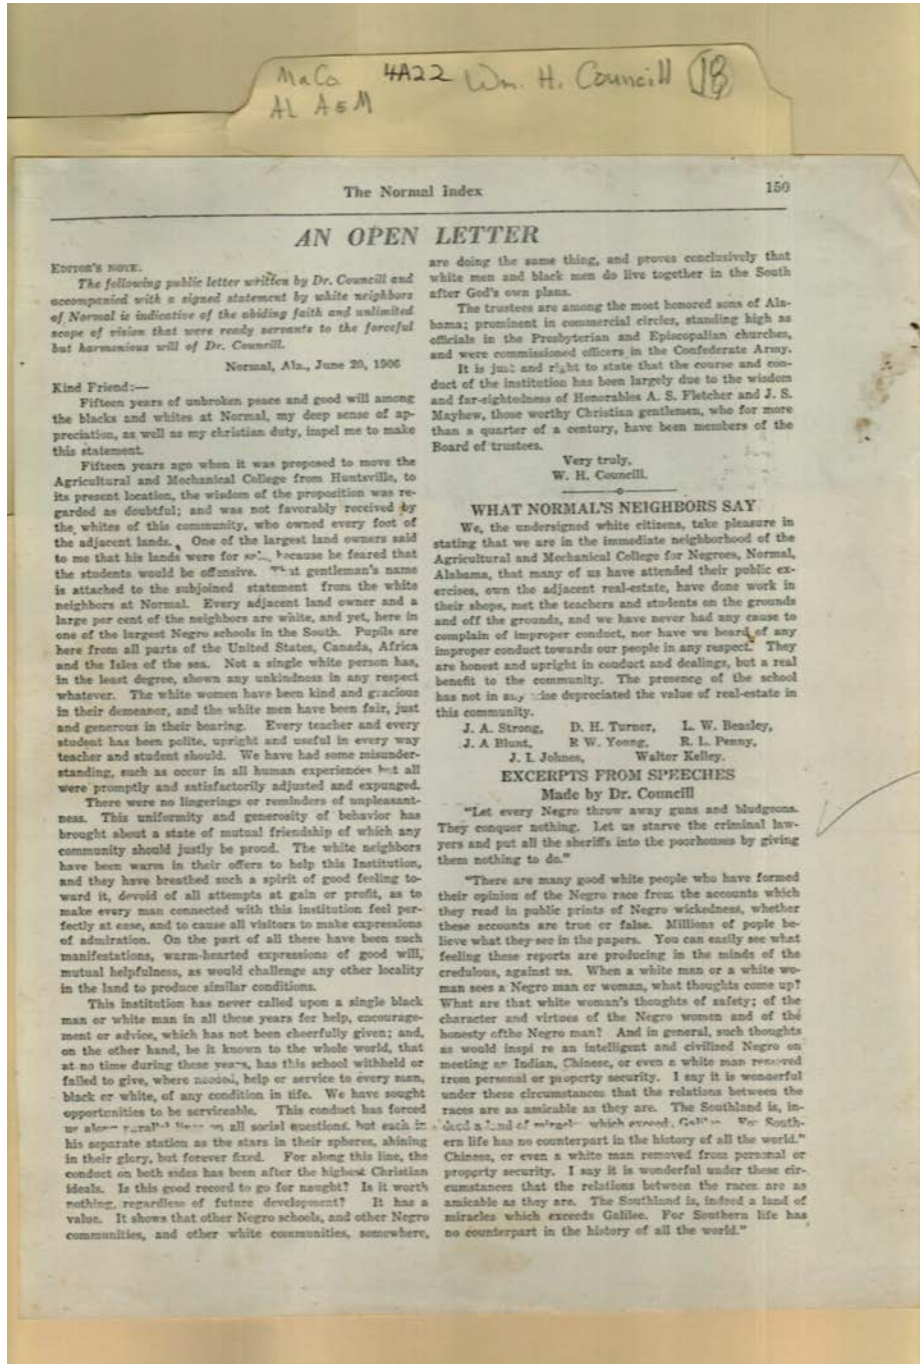 MaCo 4A22 Wm. H. Councill 18
AL A&M
The Normal Index 150
AN OPEN LETTER
EDITOR'S NOTE.
The following public letter written by Dr. Councill and
accompanied with a signed statement by white neighbors
of Normal is indicative of the abiding faith and unlimited
scope of vision that were ready servants to the forceful
but harmonious will of Dr. Councill.
Normal, Ala., June 20, 1906
Kind Friend:—
Fifteen years of unbroken peace and good will among
the blacks and whites at Normal, my deep sense of ap-
preciation, as well as my christian duty, impel me to make
this statement.
Fifteen years ago when it was proposed to move the
Agricultural and Mechanical College from Huntsville, to
its present location, the wisdom of the proposition was re-
garded as doubtful; and was not favorably received by
the whites of this community, who owned every foot of
the adjacent lands. One of the largest land owners said
to me that his lands were for because he feared that
the students would be offensive. gentleman's name
is attached to the subjoined statement from the white
neighbors at Normal. Every adjacent land owner and a
large per cent of the neighbors are white, and yet, here in
one of the largest Negro schools in the South. Pupils are
here from all parts of the United States, Canada, Africa
and the Isles of the sea. Not a single white person has,
in the least degree, shown any unkindness in any respect
whatever. The white women have been kind and gracious
in their demeanor, and the white men have been fair, just
and generous in their bearing. Every teacher and every
student has been polite, upright and useful in every way
teacher and student should. We have had some misunder-
standing, such as occur in all human experiences but all
were promptly and satisfactorily adjusted and expunged.
There were no lingerings or reminders of unpleasant-
ness. This uniformity and generosity of behavior has
brought about a state of mutual friendship of which any
community should justly be proud. The white neighbors
have been warm in their offers to help this Institution,
and they have breathed such a spirit of good feeling to-
ward it, devoid of all attempts at gain or profit, as to
make every man connected with this institution feel per-
fectly at ease, and to cause all visitors to make expressions
of admiration. On the part of all there have been such
manifestations, warm-hearted expressions of good will,
mutual helpfulness, as would challenge any other locality
in the land to produce similar conditions.
This institution has never called upon a single black
man or white man in all these years for help, encourage-
ment or advice, which has not been cheerfully given; and,
on the other hand, be it known to the whole world, that
at no time during these years, has this school withheld or
failed to give, where needed, help or service to every man,
black or white, of any condition in life. We have sought
opportunities to be serviceable. This conduct has forced
us along on all social questions, but each in
his separate station as the stars in their spheres, shining
in their glory, but forever fixed. For along this line, the
conduct on both sides has been after the highest Christian
ideals. Is this good record to go for naught? Is it worth
nothing, regardless of future development? It has a
value. It shows that other Negro schools, and other Negro
communities, and other white communities, somewhere,
are doing the same thing, and proves conclusively that
white men and black men do live together in the South
after God's own plans.
The trustees are among the most honored sons of Ala-
bama; prominent in commercial circles, standing high as
officials in the Presbyterian and Episcopalian churches,
and were commissioned officers in the Confederate Army.
It is just and right to state that the course and con-
duct of the institution has been largely due to the wisdom
and far-sightedness of Honorables A. S. Fletcher and J. S.
Mayhew, those worthy Christian gentlemen, who for more
than a quarter of a century, have been members of the
Board of trustees.
Very truly,
W. H. Councill.
WHAT NORMAL'S NEIGHBORS SAY
We, the undersigned white citizens, take pleasure in
stating that we are in the immediate neighborhood of the
Agricultural and Mechanical College for Negroes, Normal,
Alabama, that many of us have attended their public ex-
ercises, own the adjacent real-estate, have done work in
their shops, met the teachers and students on the grounds
and off the grounds, and we have never had any cause to
complain of improper conduct, nor have we heard of any
improper conduct towards our people in any respect. They
are honest and upright in conduct and dealings, but a real
benefit to the community. The presence of the school
has not in any depreciated the value of real-estate in
this community.
J. A. Strong, D. H. Turner, L. W. Beasley,
J. A Blunt, R W. Young, R. L. Penny,
J. I. Johnes, Walter Kelley.
EXCERPTS FROM SPEECHES
Made by Dr. Councill
"Let every Negro throw away guns and bludgeons.
They conquer nothing. Let us starve the criminal law-
yers and put all the sheriffs into the poorhouses by giving
them nothing to do."
"There are many good white people who have formed
their opinion of the Negro race from the accounts which
they read in public prints of Negro wickedness, whether
these accounts are true or false. Millions of pople be-
lieve what they see in the papers. You can easily see what
feeling these reports are producing in the minds of the
credulous, against us. When a white man or a white wo-
man sees a Negro man or woman, what thoughts come up?
What are that white woman's thoughts of safety; of the
character and virtues of the Negro women and of the
honesty ofthe Negro man? And in general, such thoughts
as would inspi re an intelligent and civilized Negro on
meeting an Indian, Chinese, or even a white man removed
from personal or property security. I say it is wonderful
under these circumstances that the relations between the
races are as amicable as they are. The Southland is, in-
deed a land of which exceed. For South-
ern life has no counterpart in the history of all the world."
Chinese, or even a white man removed from personal or
property security. I say it is wonderful under these cir-
cumstances that the relations between the races are as
amicable as they are. The Southland is, indeed a land of
miracles which exceeds Galilee. For Southern life has
no counterpart in the history of all the world."